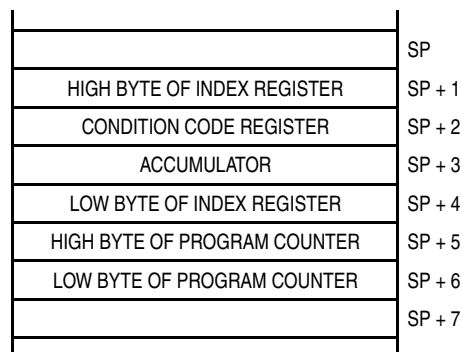 SP
HIGH BYTE OF INDEX REGISTER SP + 1
CONDITION CODE REGISTER SP + 2
ACCUMULATOR SP + 3
LOW BYTE OF INDEX REGISTER SP + 4
HIGH BYTE OF PROGRAM COUNTER SP + 5
LOW BYTE OF PROGRAM COUNTER SP + 6
SP + 7